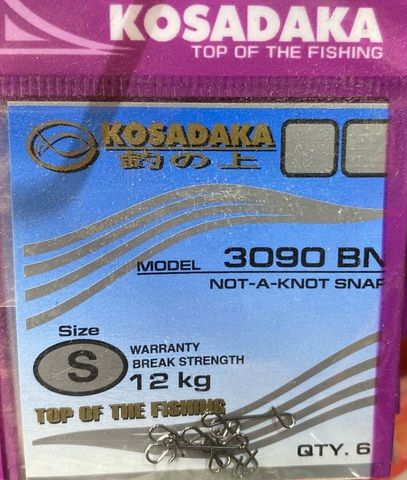 KOSADAKA
TOP OF THE FISHING
KOSADAKA
釣の上
MODEL 3090 BN
NOT-A-KNOT SNAP
Size
S
WARRANTY
BREAK STRENGTH
12 kg
TOP OF THE FISHING
QTY. 6